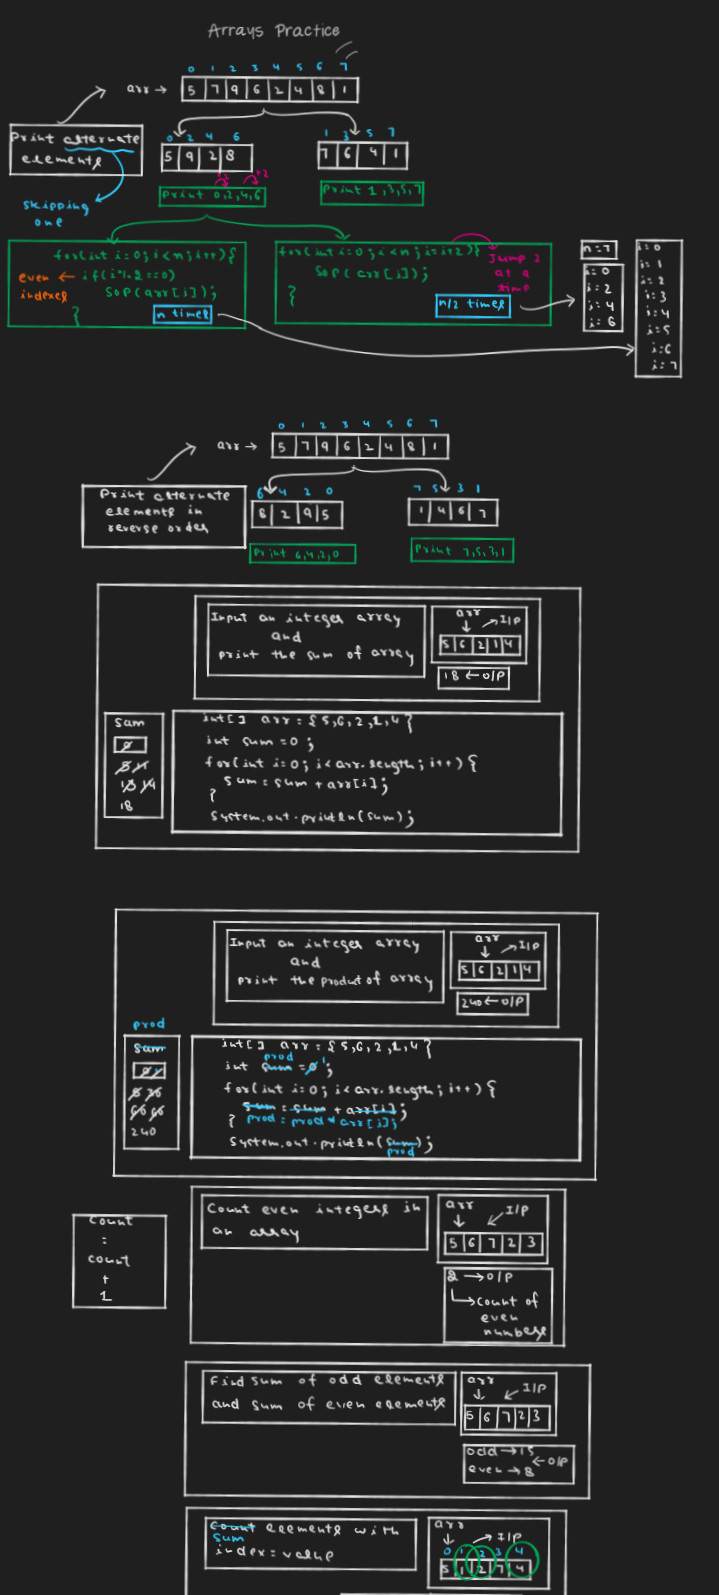 Arrays Practice
0 1 2 3 4 5 6 7
arr → 5 7 9 6 2 4 8 1
Print alternate
elements
skipping
one
0 2 4 6
5 9 2 8
+2 +2
Print 0,2,4,6
1 3 5 7
7 6 4 1
Print 1,3,5,7
for(int i=0; i<n; i++){
even ← if(i%2==0)
indexes
SOP(arr[i]);
}
n times
for(int i=0; i<n; i=i+2){
SOP(arr[i]);
}
Jump 2
at a
time
n/2 times
n=7
i=0
i=2
i=4
i=6
i=0
i=1
i=2
i=3
i=4
i=5
i=6
i=7
0 1 2 3 4 5 6 7
arr → 5 7 9 6 2 4 8 1
Print alternate
elements in
reverse order
6 4 2 0
8 2 9 5
Print 6,4,2,0
7 5 3 1
1 4 6 7
Print 7,5,3,1
Input an integer array
and
print the sum of array
arr
I/P
5 6 2 1 4
18 ← O/P
sum
0
5 11
13 14
18
int[] arr = {5,6,2,1,4}
int sum = 0;
for(int i=0; i<arr.length; i++){
sum = sum + arr[i];
}
System.out.println(sum);
Input an integer array
and
print the product of array
arr
I/P
5 6 2 1 4
240 ← O/P
prod
sum
240
int[] arr = {5,6,2,1,4}
prod
int sum = 0 1;
for(int i=0; i<arr.length; i++){
sum = sum + arr[i];
} prod = prod * arr[i];
System.out.println(sum);
prod
count
=
count
+
1
Count even integers in
an array
arr
I/P
5 6 7 2 3
2 → O/P
count of
even
numbers
Find sum of odd elements
and sum of even elements
arr
I/P
5 6 7 2 3
odd → 15
← O/P
even → 8
Count elements with
sum
index = value
arr
→ I/P
0 1 2 3 4
5 1 2 7 4